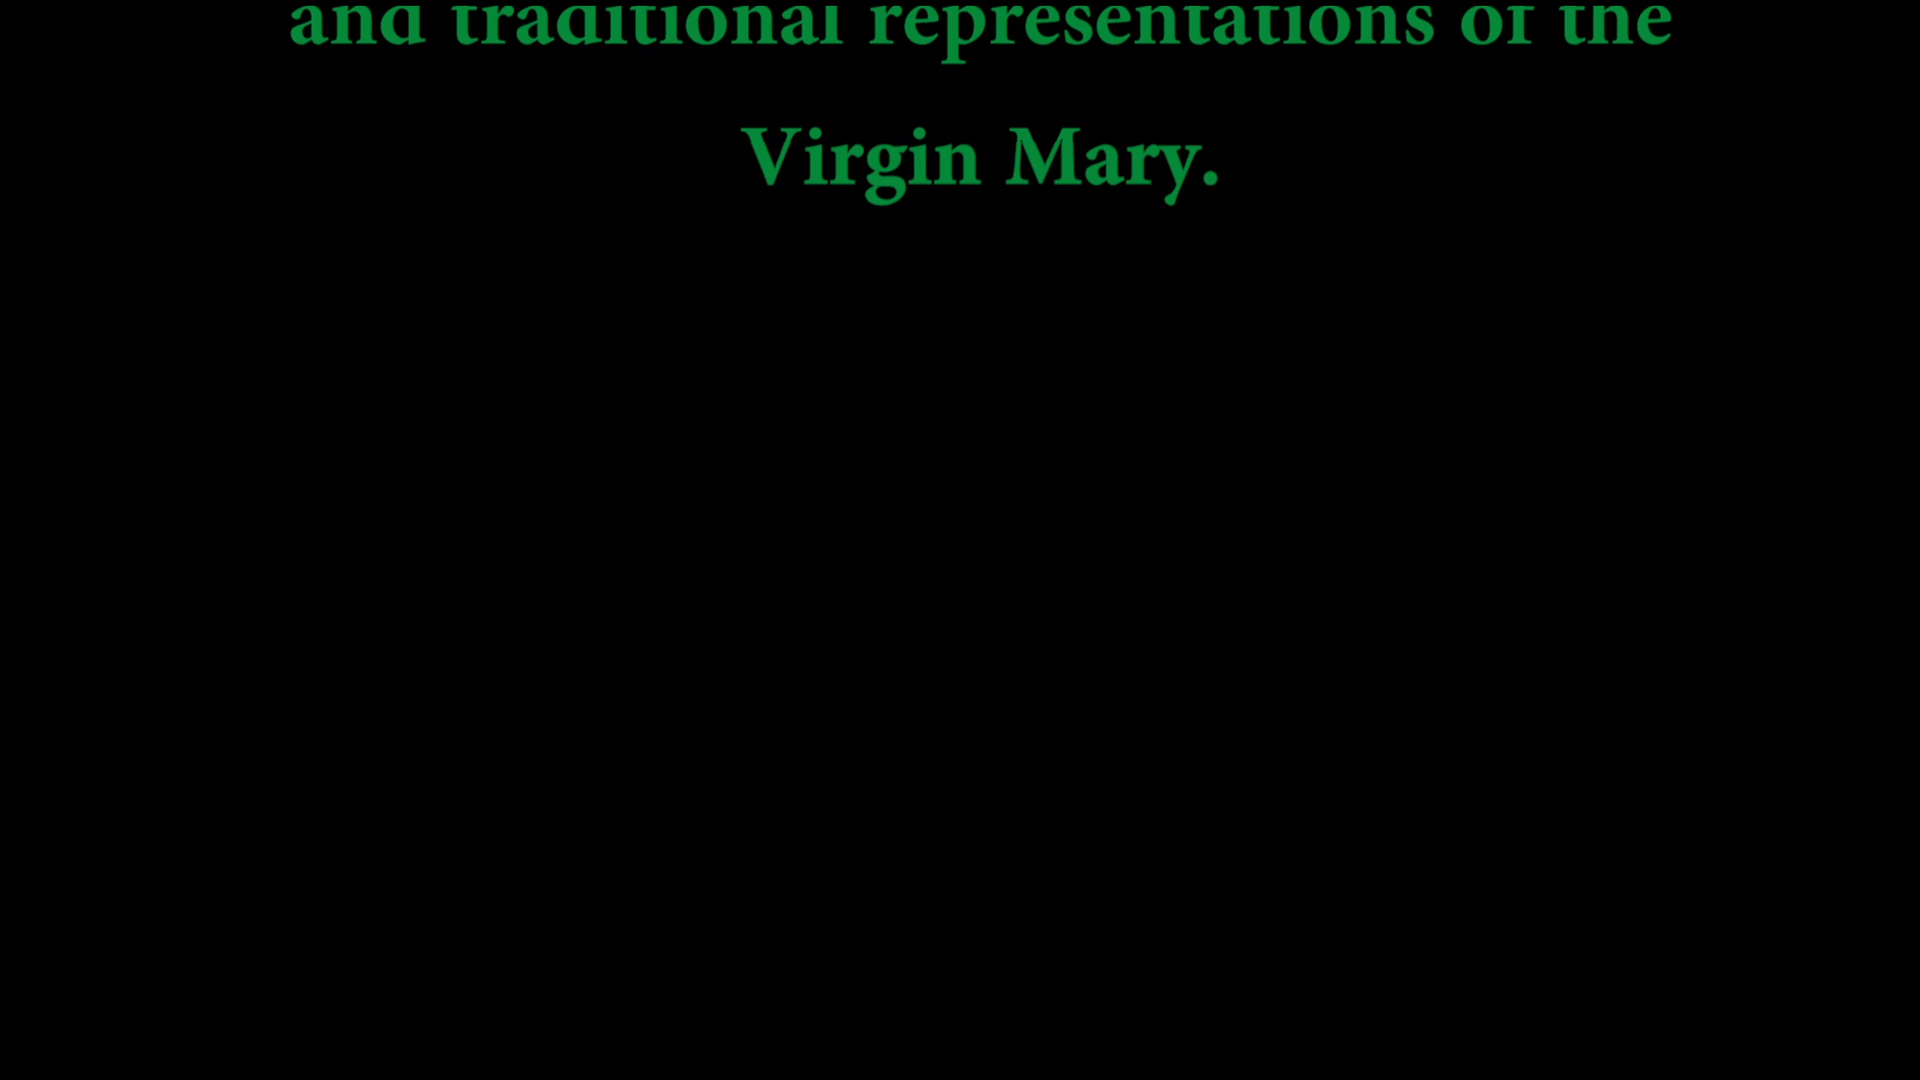 and traditional representations of the
Virgin Mary.